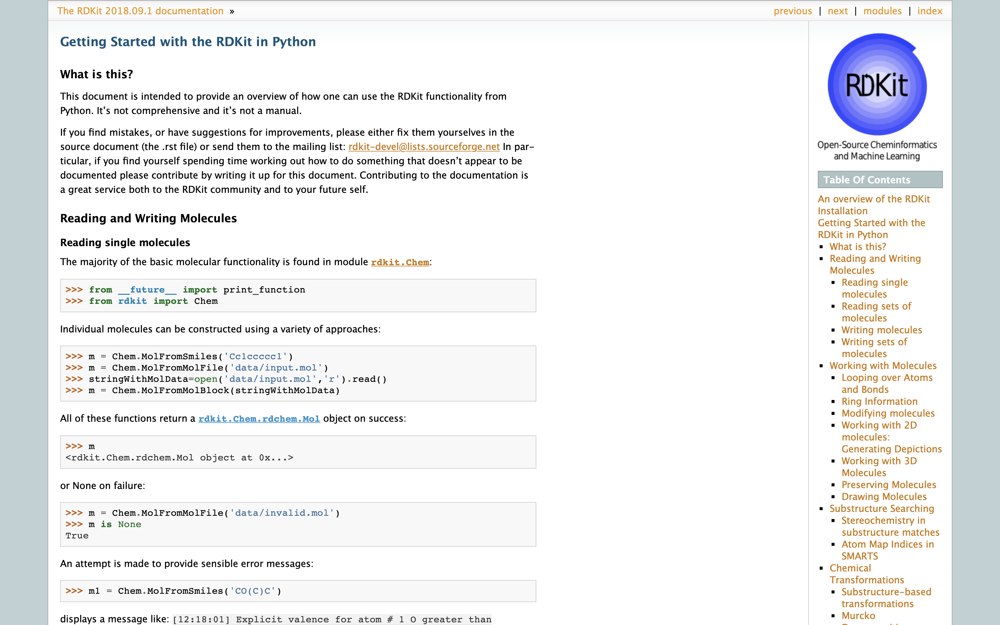 The RDKit 2018.09.1 documentation »
previous | next | modules | index
Getting Started with the RDKit in Python
What is this?
This document is intended to provide an overview of how one can use the RDKit functionality from
Python. It’s not comprehensive and it’s not a manual.
If you find mistakes, or have suggestions for improvements, please either fix them yourselves in the
source document (the .rst file) or send them to the mailing list: rdkit-devel@lists.sourceforge.net In par-
ticular, if you find yourself spending time working out how to do something that doesn’t appear to be
documented please contribute by writing it up for this document. Contributing to the documentation is
a great service both to the RDKit community and to your future self.
Reading and Writing Molecules
Reading single molecules
The majority of the basic molecular functionality is found in module rdkit.Chem:
>>> from __future__ import print_function
>>> from rdkit import Chem
Individual molecules can be constructed using a variety of approaches:
>>> m = Chem.MolFromSmiles('Cc1ccccc1')
>>> m = Chem.MolFromMolFile('data/input.mol')
>>> stringWithMolData=open('data/input.mol','r').read()
>>> m = Chem.MolFromMolBlock(stringWithMolData)
All of these functions return a rdkit.Chem.rdchem.Mol object on success:
>>> m
<rdkit.Chem.rdchem.Mol object at 0x...>
or None on failure:
>>> m = Chem.MolFromMolFile('data/invalid.mol')
>>> m is None
True
An attempt is made to provide sensible error messages:
>>> m1 = Chem.MolFromSmiles('CO(C)C')
displays a message like: [12:18:01] Explicit valence for atom # 1 O greater than
RDKit
Open-Source Cheminformatics
and Machine Learning
Table Of Contents
An overview of the RDKit
Installation
Getting Started with the
RDKit in Python
What is this?
Reading and Writing
Molecules
Reading single
molecules
Reading sets of
molecules
Writing molecules
Writing sets of
molecules
Working with Molecules
Looping over Atoms
and Bonds
Ring Information
Modifying molecules
Working with 2D
molecules:
Generating Depictions
Working with 3D
Molecules
Preserving Molecules
Drawing Molecules
Substructure Searching
Stereochemistry in
substructure matches
Atom Map Indices in
SMARTS
Chemical
Transformations
Substructure-based
transformations
Murcko